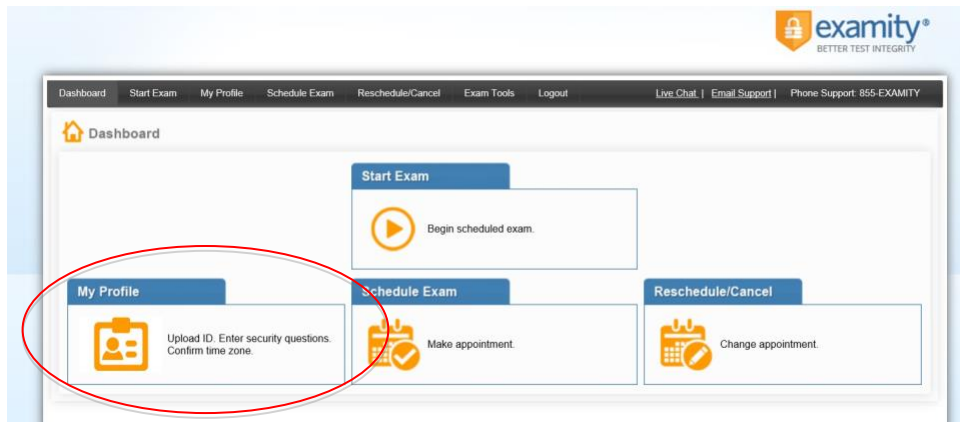 examity®
BETTER TEST INTEGRITY
Dashboard Start Exam My Profile Schedule Exam Reschedule/Cancel Exam Tools Logout Live Chat | Email Support | Phone Support: 855-EXAMITY
Dashboard
Start Exam
Begin scheduled exam.
My Profile
Upload ID. Enter security questions.
Confirm time zone.
Schedule Exam
Make appointment.
Reschedule/Cancel
Change appointment.